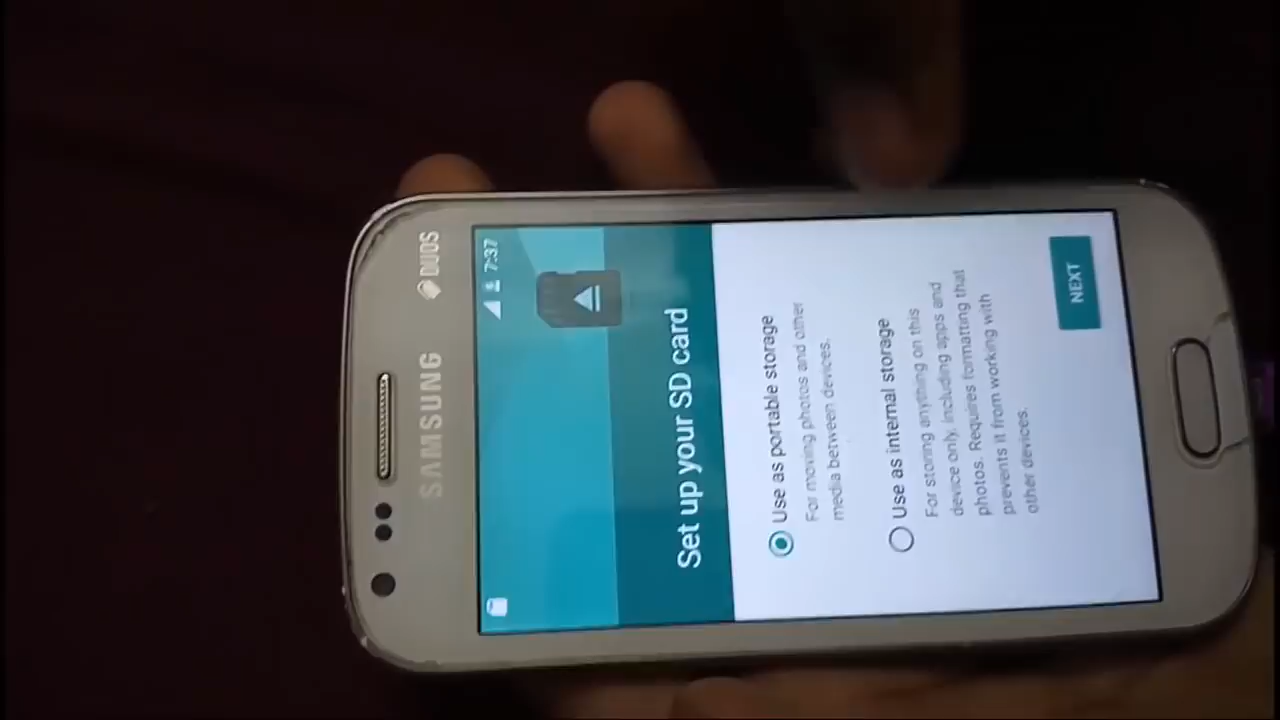 DUOS
SAMSUNG
7:37
Set up your SD card
Use as portable storage
For moving photos and other
media between devices.
Use as internal storage
For storing anything on this
device only, including apps and
photos. Requires formatting that
prevents it from working with
other devices.
NEXT